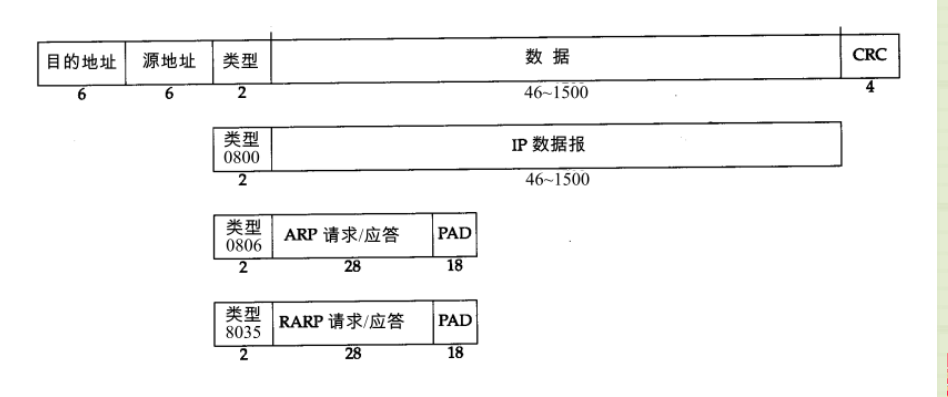 目的地址 源地址 类型 数 据 CRC
6 6 2 46~1500 4
类型
0800
IP 数据报
2 46~1500
类型
0806
ARP 请求/应答 PAD
2 28 18
类型
8035
RARP 请求/应答 PAD
2 28 18